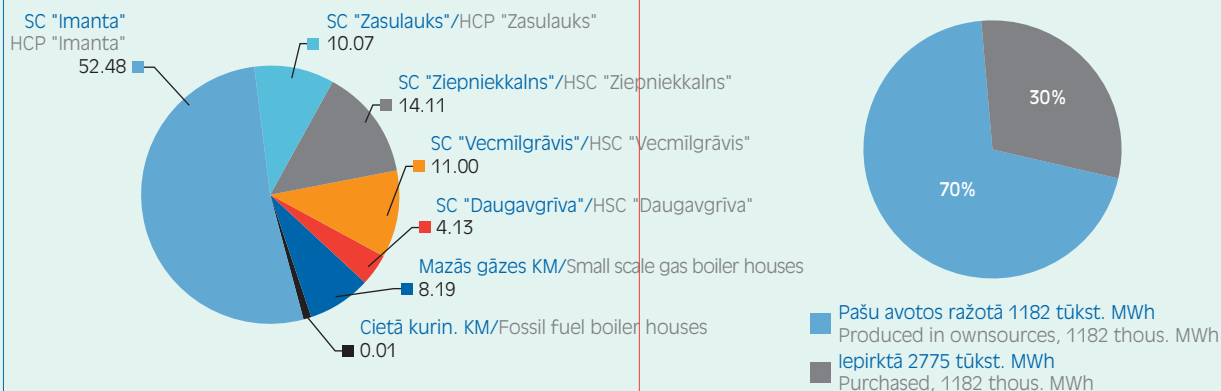 SC "Imanta"
HCP "Imanta"
52.48
SC "Zasulauks"/HCP "Zasulauks"
10.07
SC "Ziepniekkalns"/HSC "Ziepniekkalns"
14.11
SC "Vecmīlgrāvis"/HSC "Vecmīlgrāvis"
11.00
SC "Daugavgrīva"/HSC "Daugavgrīva"
4.13
Mazās gāzes KM/Small scale gas boiler houses
8.19
Cietā kurin. KM/Fossil fuel boiler houses
0.01
30%
70%
Pašu avotos ražotā 1182 tūkst. MWh
Produced in ownsources, 1182 thous. MWh
Iepirktā 2775 tūkst. MWh
Purchased, 1182 thous. MWh